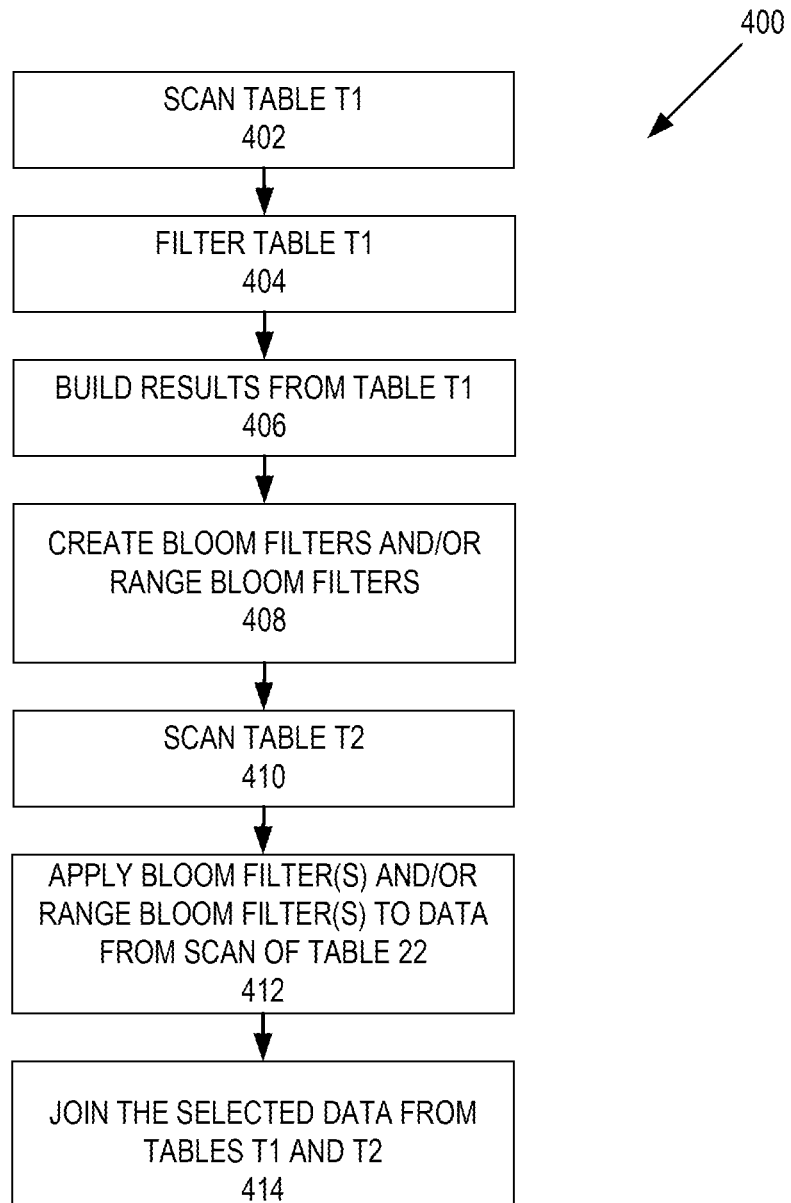 400
SCAN TABLE T1
402
FILTER TABLE T1
404
BUILD RESULTS FROM TABLE T1
406
CREATE BLOOM FILTERS AND/OR
RANGE BLOOM FILTERS
408
SCAN TABLE T2
410
APPLY BLOOM FILTER(S) AND/OR
RANGE BLOOM FILTER(S) TO DATA
FROM SCAN OF TABLE 22
412
JOIN THE SELECTED DATA FROM
TABLES T1 AND T2
414